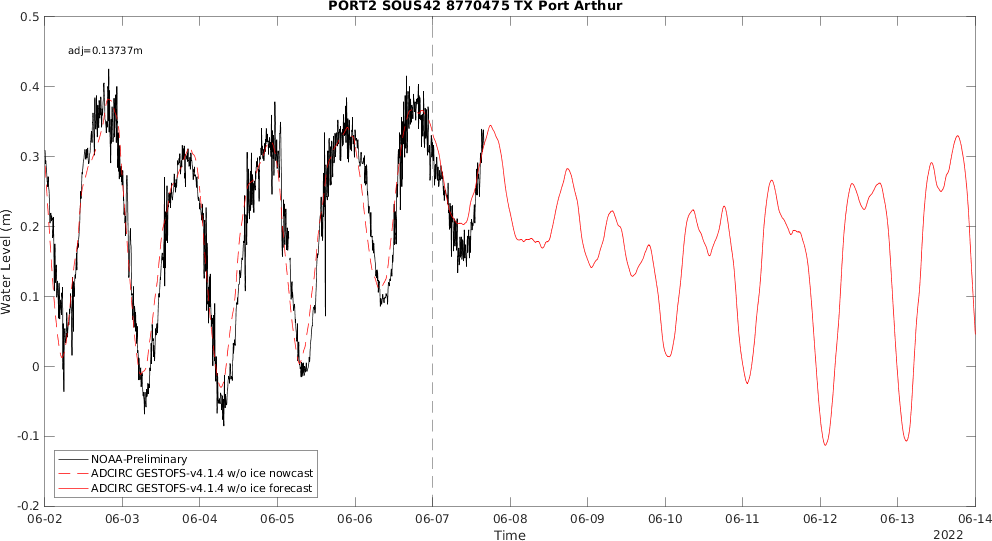 PORT2 SOUS42 8770475 TX Port Arthur
adj=0.13737m
0.5
0.4
0.3
0.2
0.1
0
-0.1
-0.2
Water Level (m)
NOAA-Preliminary
ADCIRC GESTOFS-v4.1.4 w/o ice nowcast
ADCIRC GESTOFS-v4.1.4 w/o ice forecast
06-02 06-03 06-04 06-05 06-06 06-07 06-08 06-09 06-10 06-11 06-12 06-13 06-14
Time
2022